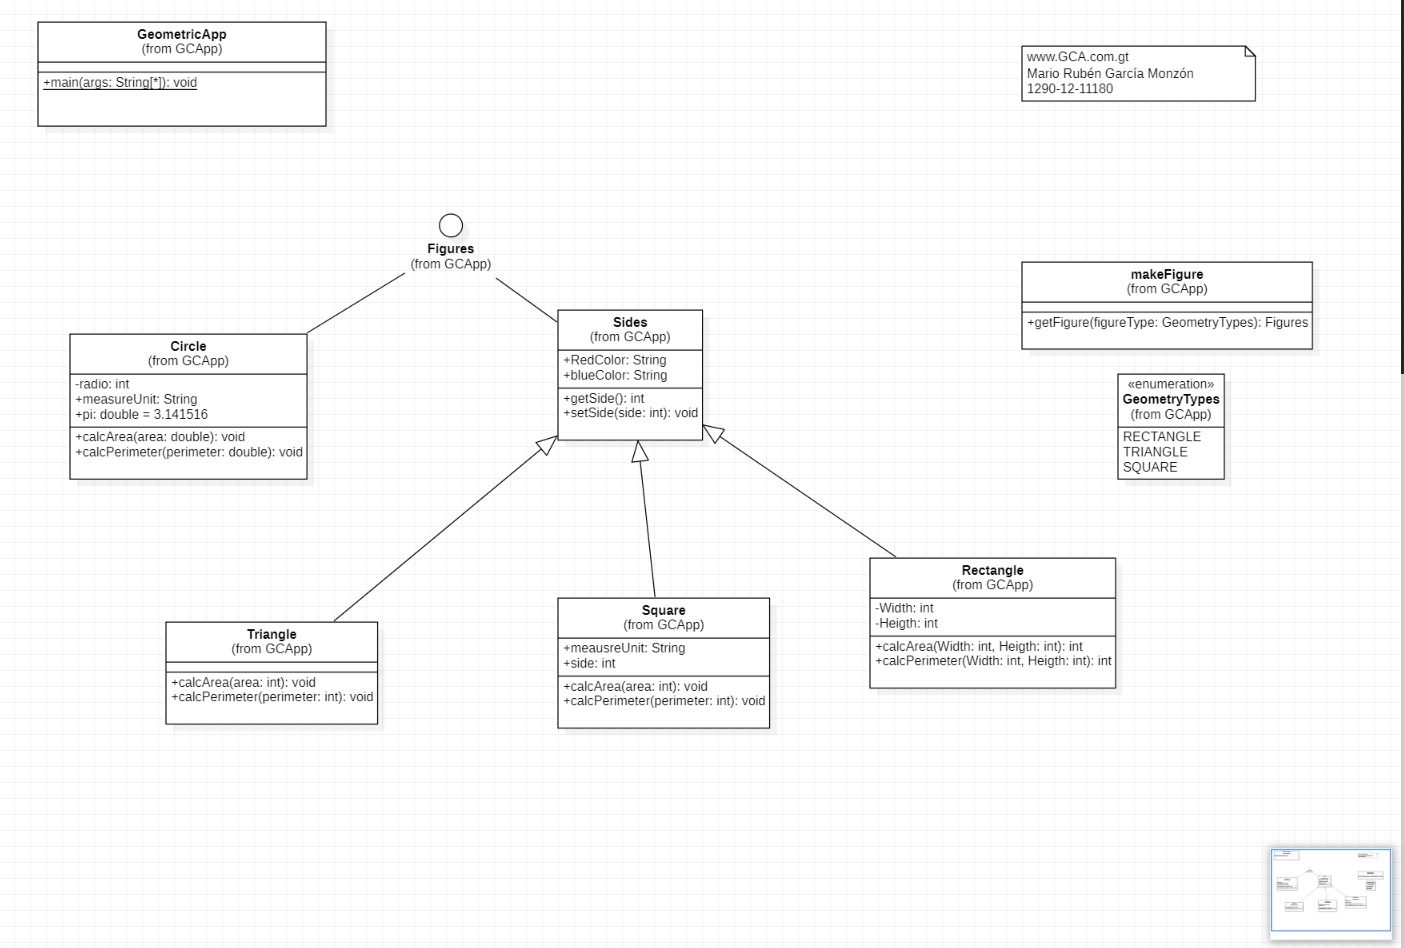 GeometricApp
(from GCApp)
+main(args: String[*]): void
www.GCA.com.gt
Mario Rubén García Monzón
1290-12-11180
Figures
(from GCApp)
makeFigure
(from GCApp)
+getFigure(figureType: GeometryTypes): Figures
Circle
(from GCApp)
-radio: int
+measureUnit: String
+pi: double = 3.141516
+calcArea(area: double): void
+calcPerimeter(perimeter: double): void
Sides
(from GCApp)
+RedColor: String
+blueColor: String
+getSide(): int
+setSide(side: int): void
«enumeration»
GeometryTypes
(from GCApp)
RECTANGLE
TRIANGLE
SQUARE
Triangle
(from GCApp)
+calcArea(area: int): void
+calcPerimeter(perimeter: int): void
Square
(from GCApp)
+meausreUnit: String
+side: int
+calcArea(area: int): void
+calcPerimeter(perimeter: int): void
Rectangle
(from GCApp)
-Width: int
-Heigth: int
+calcArea(Width: int, Heigth: int): int
+calcPerimeter(Width: int, Heigth: int): int